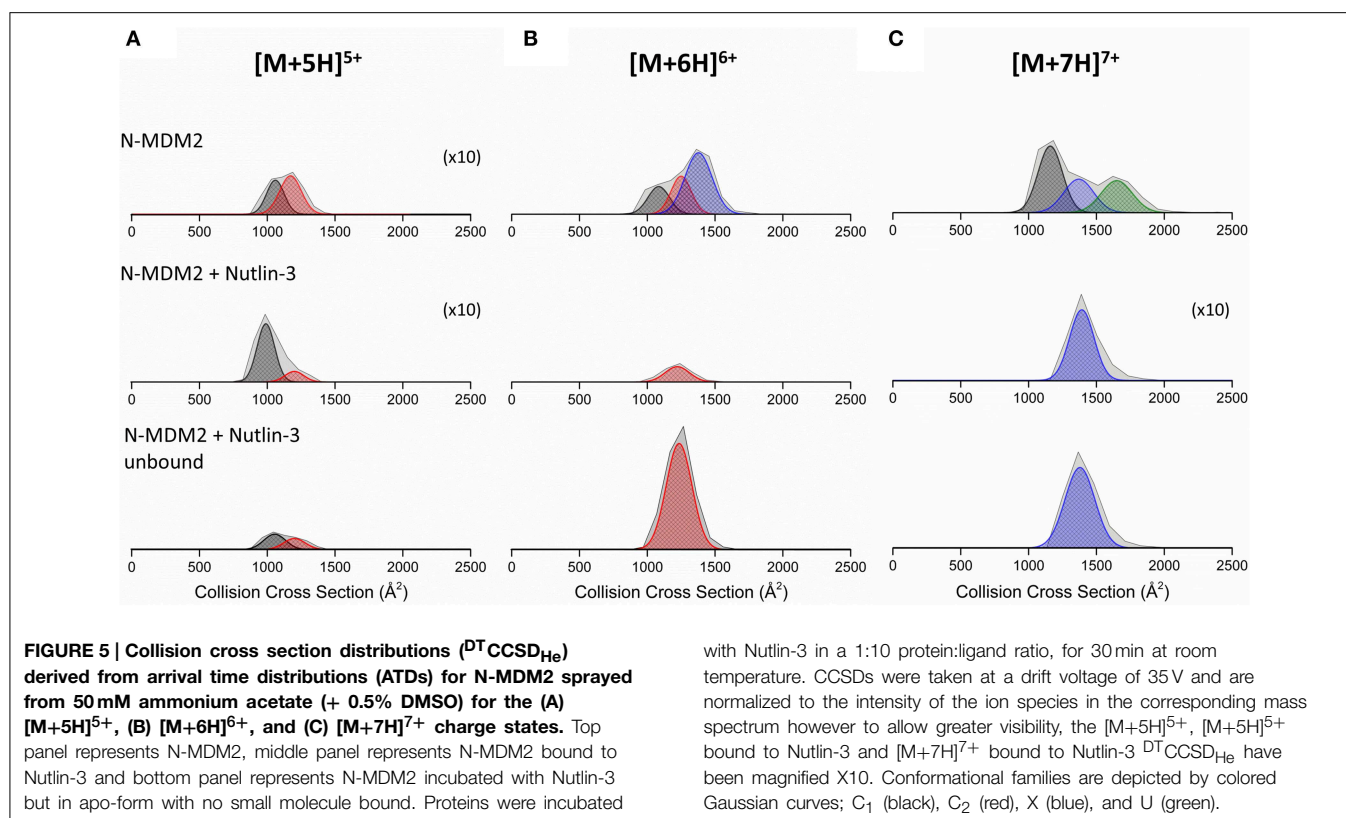 A
B
C
[M+5H]5+
[M+6H]6+
[M+7H]7+
N-MDM2
(x10)
0 500 1000 1500 2000 2500
0 500 1000 1500 2000 2500
0 500 1000 1500 2000 2500
N-MDM2 + Nutlin-3
(x10)
(x10)
0 500 1000 1500 2000 2500
0 500 1000 1500 2000 2500
0 500 1000 1500 2000 2500
N-MDM2 + Nutlin-3
unbound
0 500 1000 1500 2000 2500
0 500 1000 1500 2000 2500
0 500 1000 1500 2000 2500
Collision Cross Section (Å2)
Collision Cross Section (Å2)
Collision Cross Section (Å2)
FIGURE 5 | Collision cross section distributions (DTCCSDHe)
derived from arrival time distributions (ATDs) for N-MDM2 sprayed
from 50 mM ammonium acetate (+ 0.5% DMSO) for the (A)
[M+5H]5+, (B) [M+6H]6+, and (C) [M+7H]7+ charge states. Top
panel represents N-MDM2, middle panel represents N-MDM2 bound to
Nutlin-3 and bottom panel represents N-MDM2 incubated with Nutlin-3
but in apo-form with no small molecule bound. Proteins were incubated
with Nutlin-3 in a 1:10 protein:ligand ratio, for 30 min at room
temperature. CCSDs were taken at a drift voltage of 35 V and are
normalized to the intensity of the ion species in the corresponding mass
spectrum however to allow greater visibility, the [M+5H]5+, [M+5H]5+
bound to Nutlin-3 and [M+7H]7+ bound to Nutlin-3 DTCCSDHe have
been magnified X10. Conformational families are depicted by colored
Gaussian curves; C1 (black), C2 (red), X (blue), and U (green).